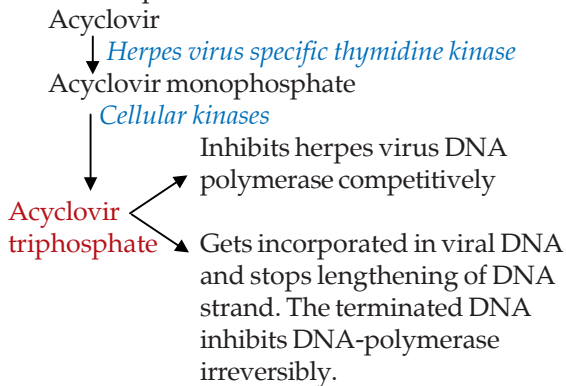 Acyclovir
Herpes virus specific thymidine kinase
Acyclovir monophosphate
Cellular kinases
Inhibits herpes virus DNA
polymerase competitively
Acyclovir
triphosphate
Gets incorporated in viral DNA
and stops lengthening of DNA
strand. The terminated DNA
inhibits DNA-polymerase
irreversibly.